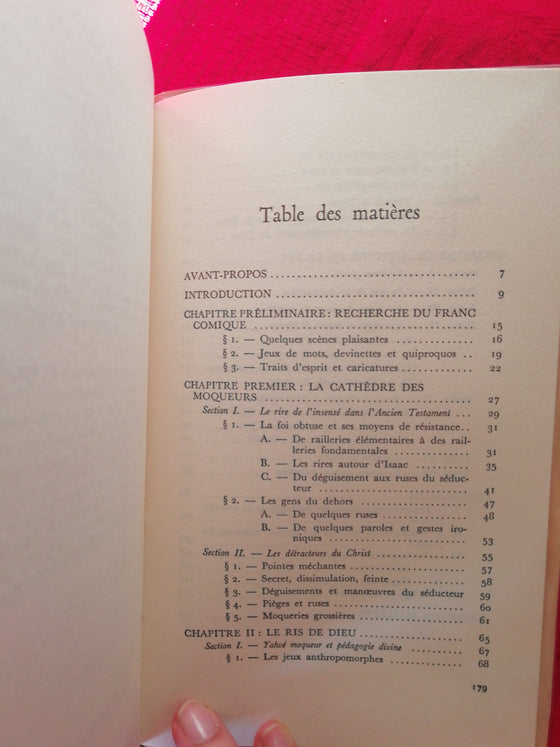 Table des matières
AVANT-PROPOS ........................................ 7
INTRODUCTION ....................................... 9
CHAPITRE PRÉLIMINAIRE : RECHERCHE DU FRANC
COMIQUE ........................................ 15
§ 1. — Quelques scènes plaisantes .............. 16
§ 2. — Jeux de mots, devinettes et quiproquos .. 19
§ 3. — Traits d'esprit et caricatures ............. 22
CHAPITRE PREMIER : LA CATHÈDRE DES
MOQUEURS ..................................... 27
Section I. — Le rire de l'insensé dans l'Ancien Testament ... 29
§ 1. — La foi obtuse et ses moyens de résistance.. 31
A. — De railleries élémentaires à des rail-
leries fondamentales .............. 31
B. — Les rires autour d'Isaac .......... 35
C. — Du déguisement aux ruses du séduc-
teur ............................ 41
§ 2. — Les gens du dehors .................... 47
A. — De quelques ruses ................ 48
B. — De quelques paroles et gestes iro-
niques .......................... 53
Section II. — Les détracteurs du Christ ................. 55
§ 1. — Pointes méchantes ..................... 57
§ 2. — Secret, dissimulation, feinte ............. 58
§ 3. — Déguisements et manœuvres du séducteur 59
§ 4. — Pièges et ruses ........................ 60
§ 5. — Moqueries grossières ................... 61
CHAPITRE II : LE RIS DE DIEU .................... 65
Section I. — Yahvé moqueur et pédagogie divine ......... 67
§ 1. — Les jeux anthropomorphes ............. 68
179